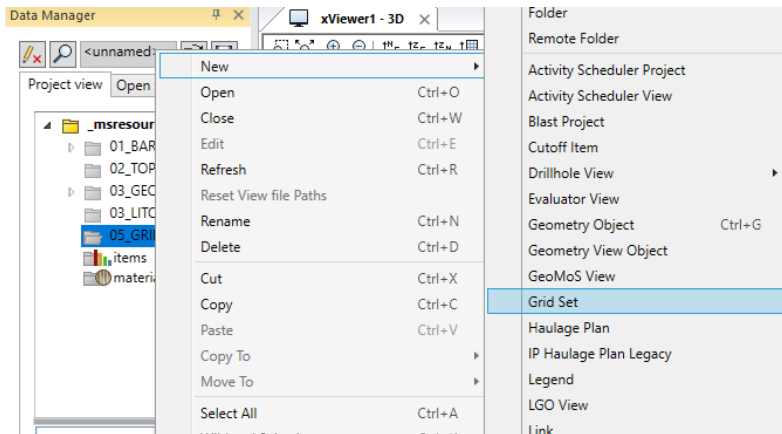 Data Manager
xViewer1 - 3D
<unnamed>
Project view
Open
_msresour
01_BAR
02_TOP
03_GEC
03_LITC
05_GRI
items
materi
New
Open Ctrl+O
Close Ctrl+W
Edit Ctrl+E
Refresh Ctrl+R
Reset View file Paths
Rename Ctrl+N
Delete Ctrl+D
Cut Ctrl+X
Copy Ctrl+C
Paste Ctrl+V
Copy To
Move To
Select All Ctrl+A
Folder
Remote Folder
Activity Scheduler Project
Activity Scheduler View
Blast Project
Cutoff Item
Drillhole View
Evaluator View
Geometry Object Ctrl+G
Geometry View Object
GeoMoS View
Grid Set
Haulage Plan
IP Haulage Plan Legacy
Legend
LGO View
Link